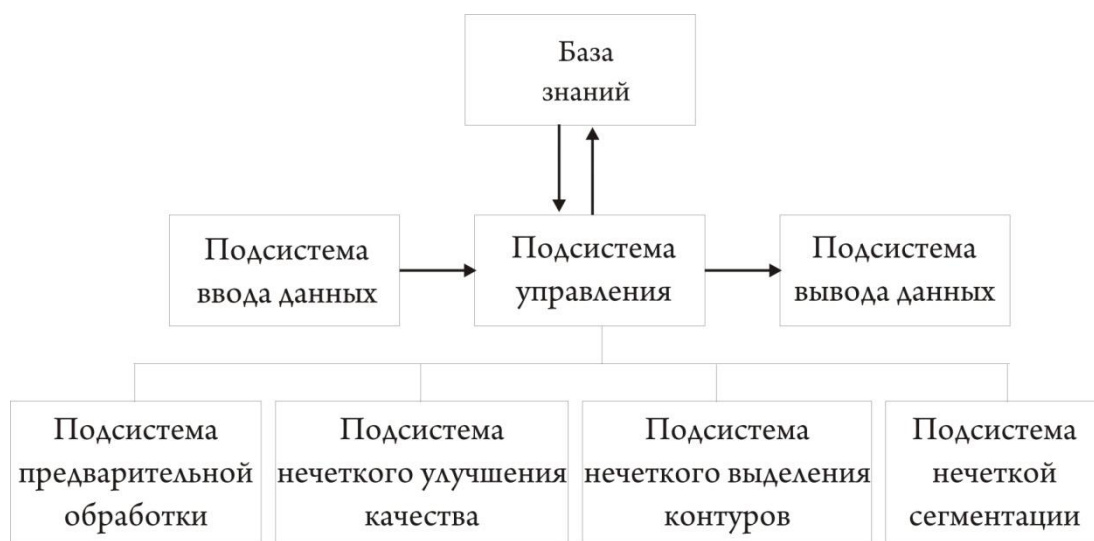 База
знаний
Подсистема
ввода данных
Подсистема
управления
Подсистема
вывода данных
Подсистема
предварительной
обработки
Подсистема
нечеткого улучшения
качества
Подсистема
нечеткого выделения
контуров
Подсистема
нечеткой
сегментации